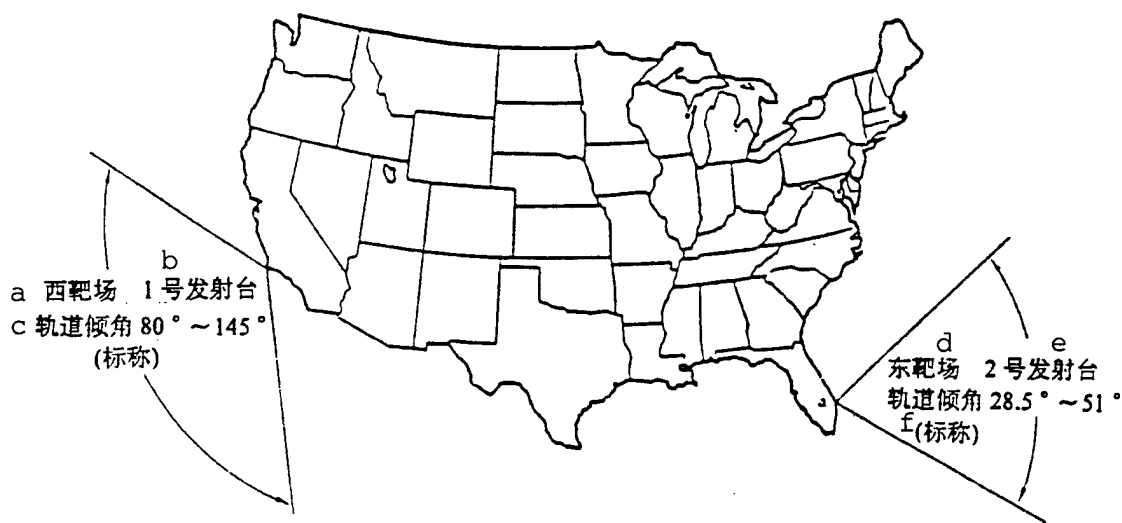 b
a 西靶场 1号发射台
c 轨道倾角 80°～145°
(标称)
d e
东靶场 2号发射台
轨道倾角 28.5°～51°
f (标称)